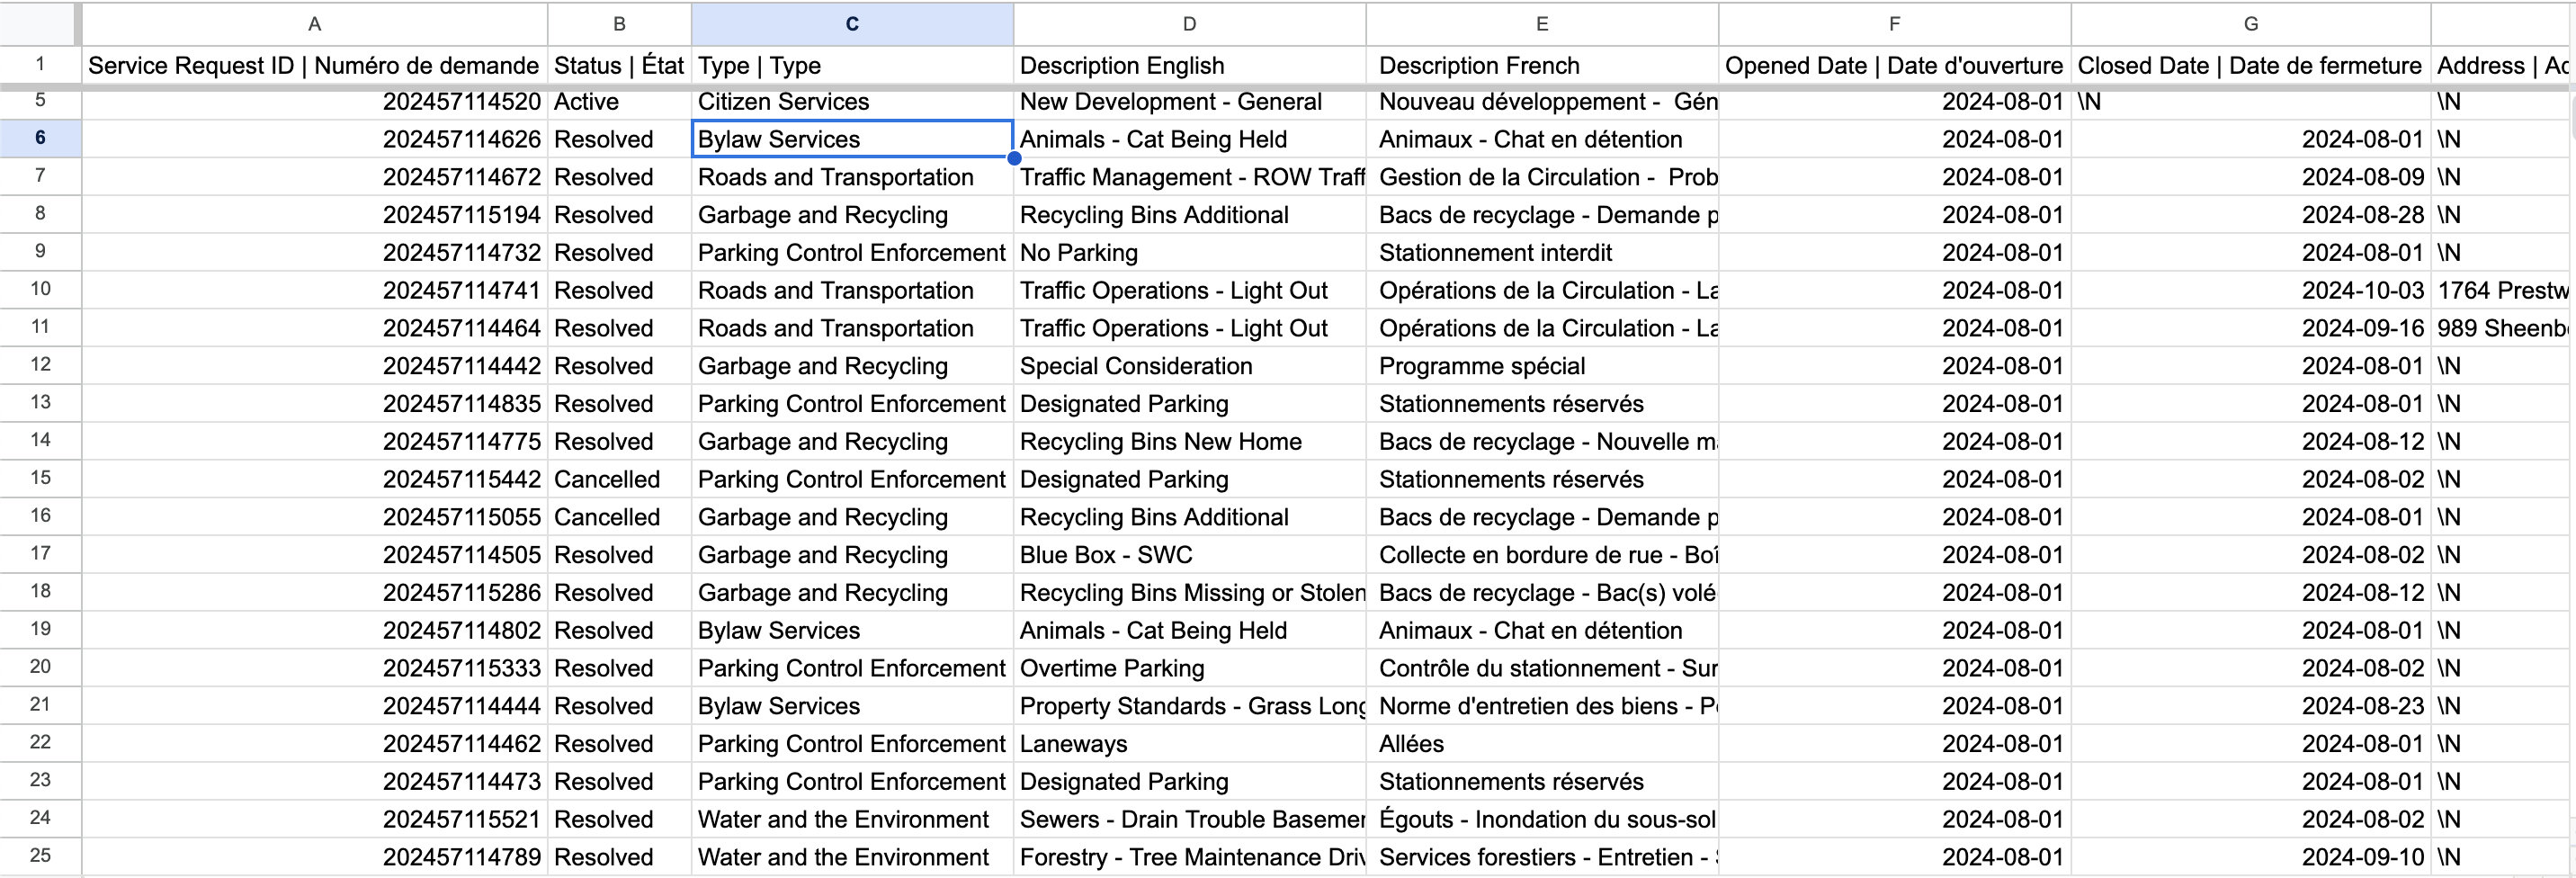 A B C D E F G
1 Service Request ID | Numéro de demande Status | État Type | Type Description English Description French Opened Date | Date d'ouverture Closed Date | Date de fermeture Address |
5 202457114520 Active Citizen Services New Development - General Nouveau développement - 2024-08-01 \N \N
6 202457114626 Resolved Bylaw Services Animals - Cat Being Held Animaux - Chat en détention 2024-08-01 2024-08-01 \N
7 202457114672 Resolved Roads and Transportation Traffic Management - ROW Gestion de la Circulation - 2024-08-01 2024-08-09 \N
8 202457115194 Resolved Garbage and Recycling Recycling Bins Additional Bacs de recyclage - Demande 2024-08-01 2024-08-28 \N
9 202457114732 Resolved Parking Control Enforcement No Parking Stationnement interdit 2024-08-01 2024-08-01 \N
10 202457114741 Resolved Roads and Transportation Traffic Operations - Light Out Opérations de la Circulation - 2024-08-01 2024-10-03 1764
11 202457114464 Resolved Roads and Transportation Traffic Operations - Light Out Opérations de la Circulation - 2024-08-01 2024-09-16 989
12 202457114442 Resolved Garbage and Recycling Special Consideration Programme spécial 2024-08-01 2024-08-01 \N
13 202457114835 Resolved Parking Control Enforcement Designated Parking Stationnements réservés 2024-08-01 2024-08-01 \N
14 202457114775 Resolved Garbage and Recycling Recycling Bins New Home Bacs de recyclage - Nouvelle 2024-08-01 2024-08-12 \N
15 202457115442 Cancelled Parking Control Enforcement Designated Parking Stationnements réservés 2024-08-01 2024-08-02 \N
16 202457115055 Cancelled Garbage and Recycling Recycling Bins Additional Bacs de recyclage - Demande 2024-08-01 2024-08-01 \N
17 202457114505 Resolved Garbage and Recycling Blue Box - SWC Collecte en bordure de rue - 2024-08-01 2024-08-02 \N
18 202457115286 Resolved Garbage and Recycling Recycling Bins Missing or Stolen Bacs de recyclage - Bac(s) 2024-08-01 2024-08-12 \N
19 202457114802 Resolved Bylaw Services Animals - Cat Being Held Animaux - Chat en détention 2024-08-01 2024-08-01 \N
20 202457115333 Resolved Parking Control Enforcement Overtime Parking Contrôle du stationnement - 2024-08-01 2024-08-02 \N
21 202457114444 Resolved Bylaw Services Property Standards - Grass Norme d'entretien des biens - 2024-08-01 2024-08-23 \N
22 202457114462 Resolved Parking Control Enforcement Laneways Allées 2024-08-01 2024-08-01 \N
23 202457114473 Resolved Parking Control Enforcement Designated Parking Stationnements réservés 2024-08-01 2024-08-01 \N
24 202457115521 Resolved Water and the Environment Sewers - Drain Trouble Égouts - Inondation du sous-sol 2024-08-01 2024-08-02 \N
25 202457114789 Resolved Water and the Environment Forestry - Tree Maintenance Services forestiers - Entretien - 2024-08-01 2024-09-10 \N